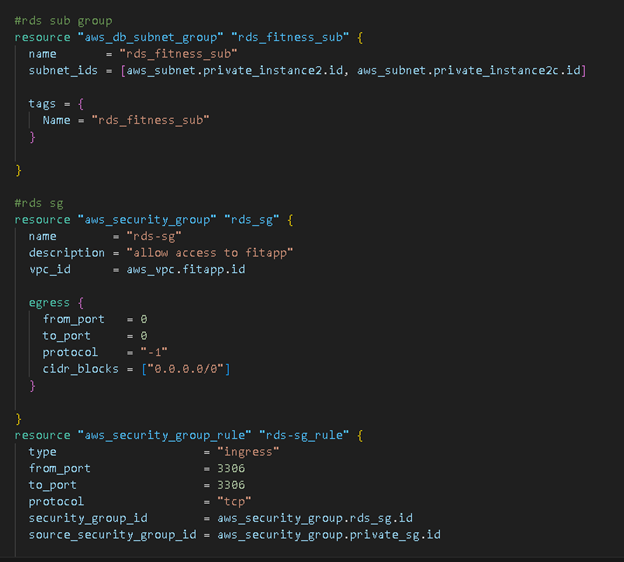 #rds sub group
resource "aws_db_subnet_group" "rds_fitness_sub" {
name = "rds_fitness_sub"
subnet_ids = [aws_subnet.private_instance2.id, aws_subnet.private_instance2c.id]
tags = {
Name = "rds_fitness_sub"
}
}
#rds sg
resource "aws_security_group" "rds_sg" {
name = "rds-sg"
description = "allow access to fitapp"
vpc_id = aws_vpc.fitapp.id
egress {
from_port = 0
to_port = 0
protocol = "-1"
cidr_blocks = ["0.0.0.0/0"]
}
}
resource "aws_security_group_rule" "rds-sg_rule" {
type = "ingress"
from_port = 3306
to_port = 3306
protocol = "tcp"
security_group_id = aws_security_group.rds_sg.id
source_security_group_id = aws_security_group.private_sg.id